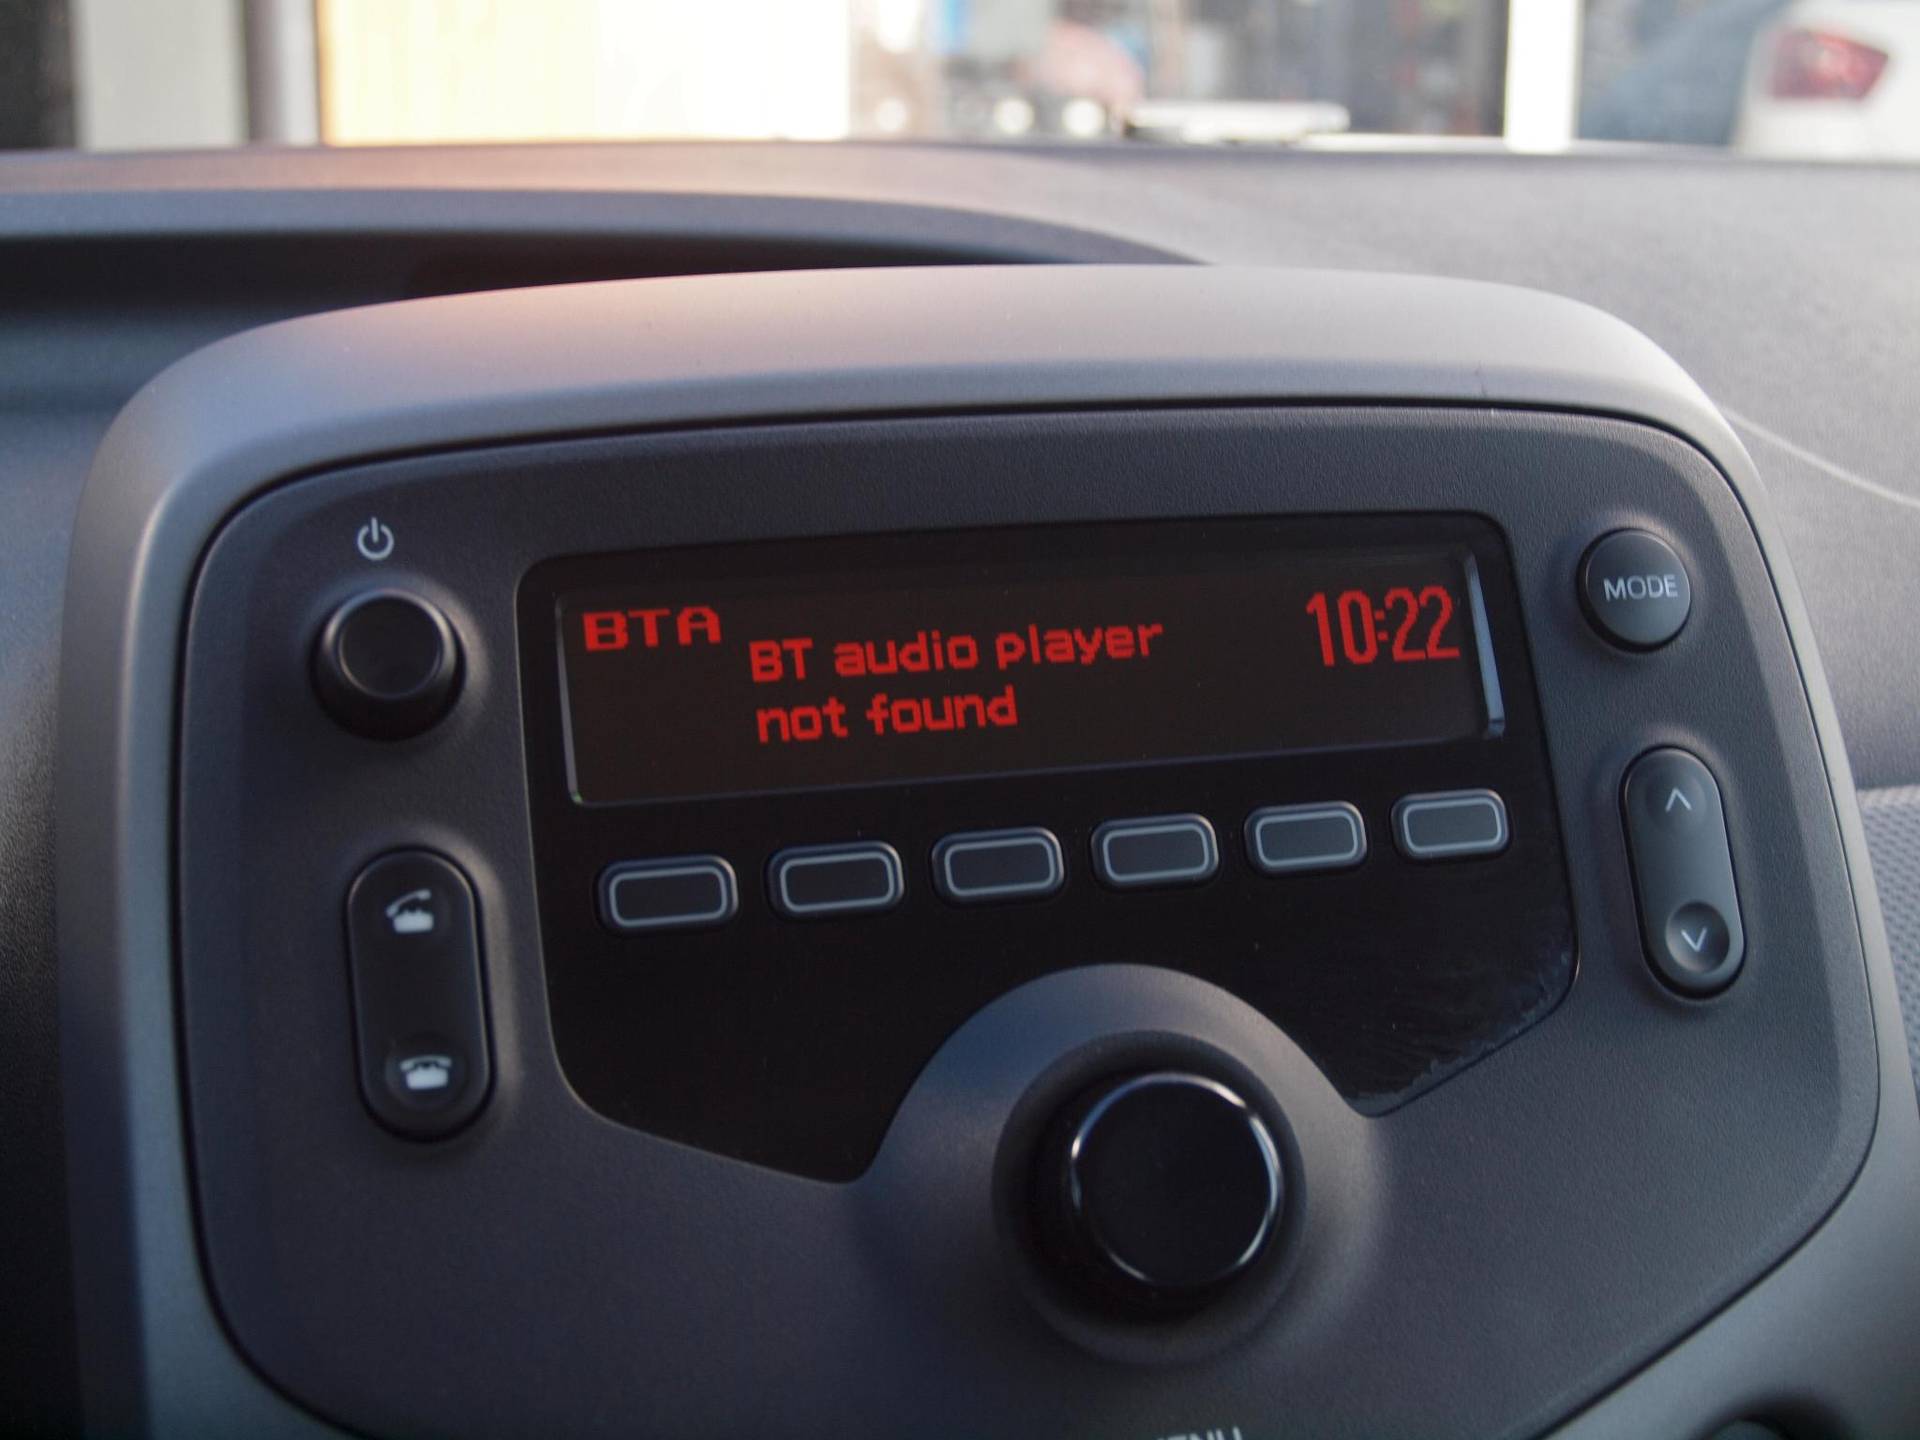 BTA
BT audio player
not found
10:22
MODE